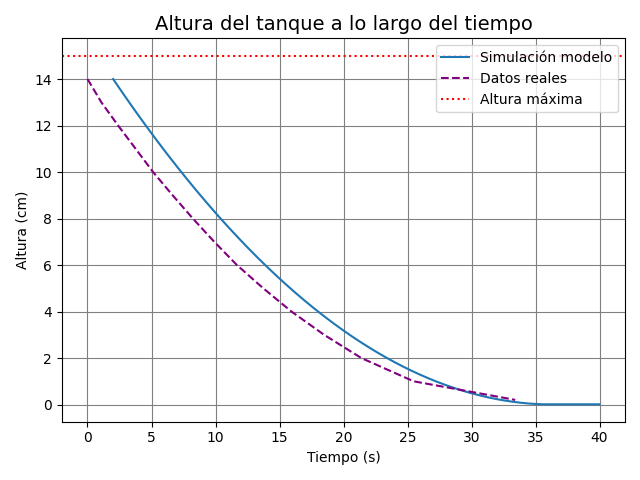 Altura del tanque a lo largo del tiempo
Simulación modelo
Datos reales
Altura máxima
Altura (cm)
14
12
10
8
6
4
2
0
0 5 10 15 20 25 30 35 40
Tiempo (s)